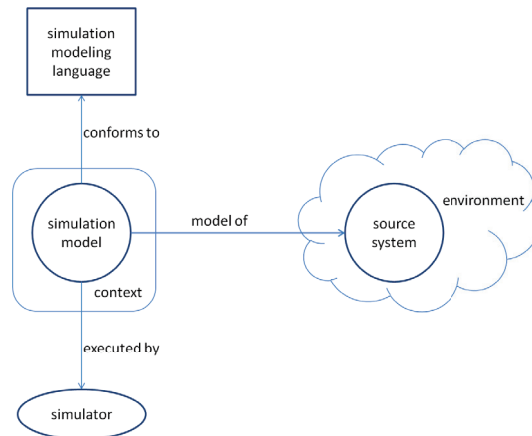 simulation
modeling
language
conforms to
simulation
model
model of
source
system
environment
context
executed by
simulator